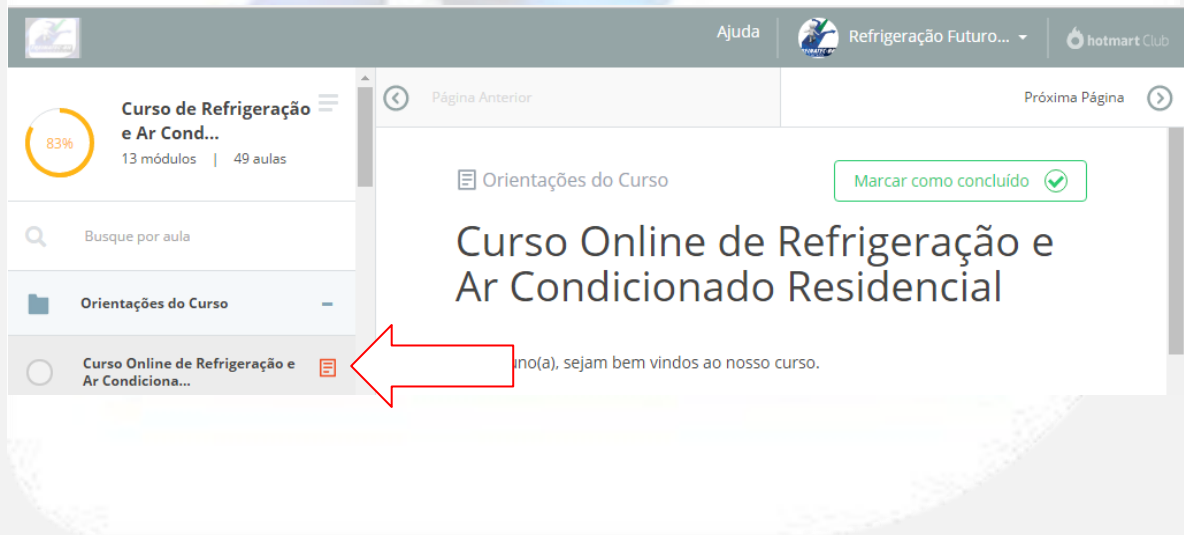 Ajuda
Refrigeração Futuro...
hotmart Club
83%
Curso de Refrigeração
e Ar Cond...
13 módulos | 49 aulas
Busque por aula
Orientações do Curso
Curso Online de Refrigeração e
Ar Condiciona...
Página Anterior
Próxima Página
Orientações do Curso
Marcar como concluído
Curso Online de Refrigeração e
Ar Condicionado Residencial
sejam bem vindos ao nosso curso.